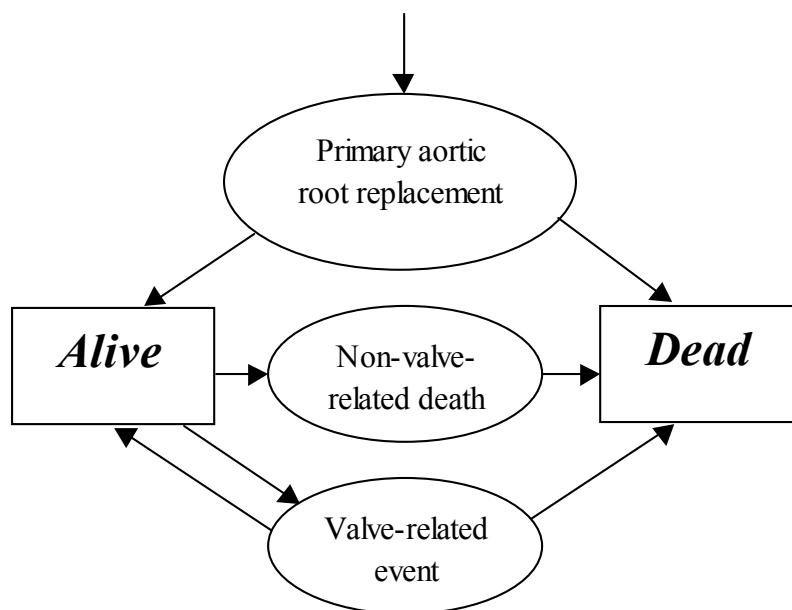 Primary aortic
root replacement
Alive
Non-valve-
related death
Dead
Valve-related
event